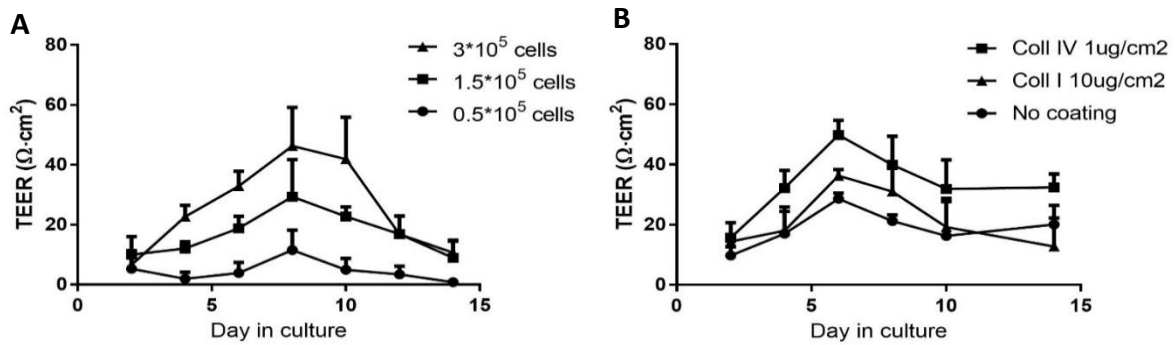 A
80
60
40
20
0
TEER (Ω·cm²)
0
5
10
15
Day in culture
3*10⁵ cells
1.5*10⁵ cells
0.5*10⁵ cells
B
80
60
40
20
0
TEER (Ω·cm²)
0
5
10
15
Day in culture
Coll IV 1ug/cm2
Coll I 10ug/cm2
No coating